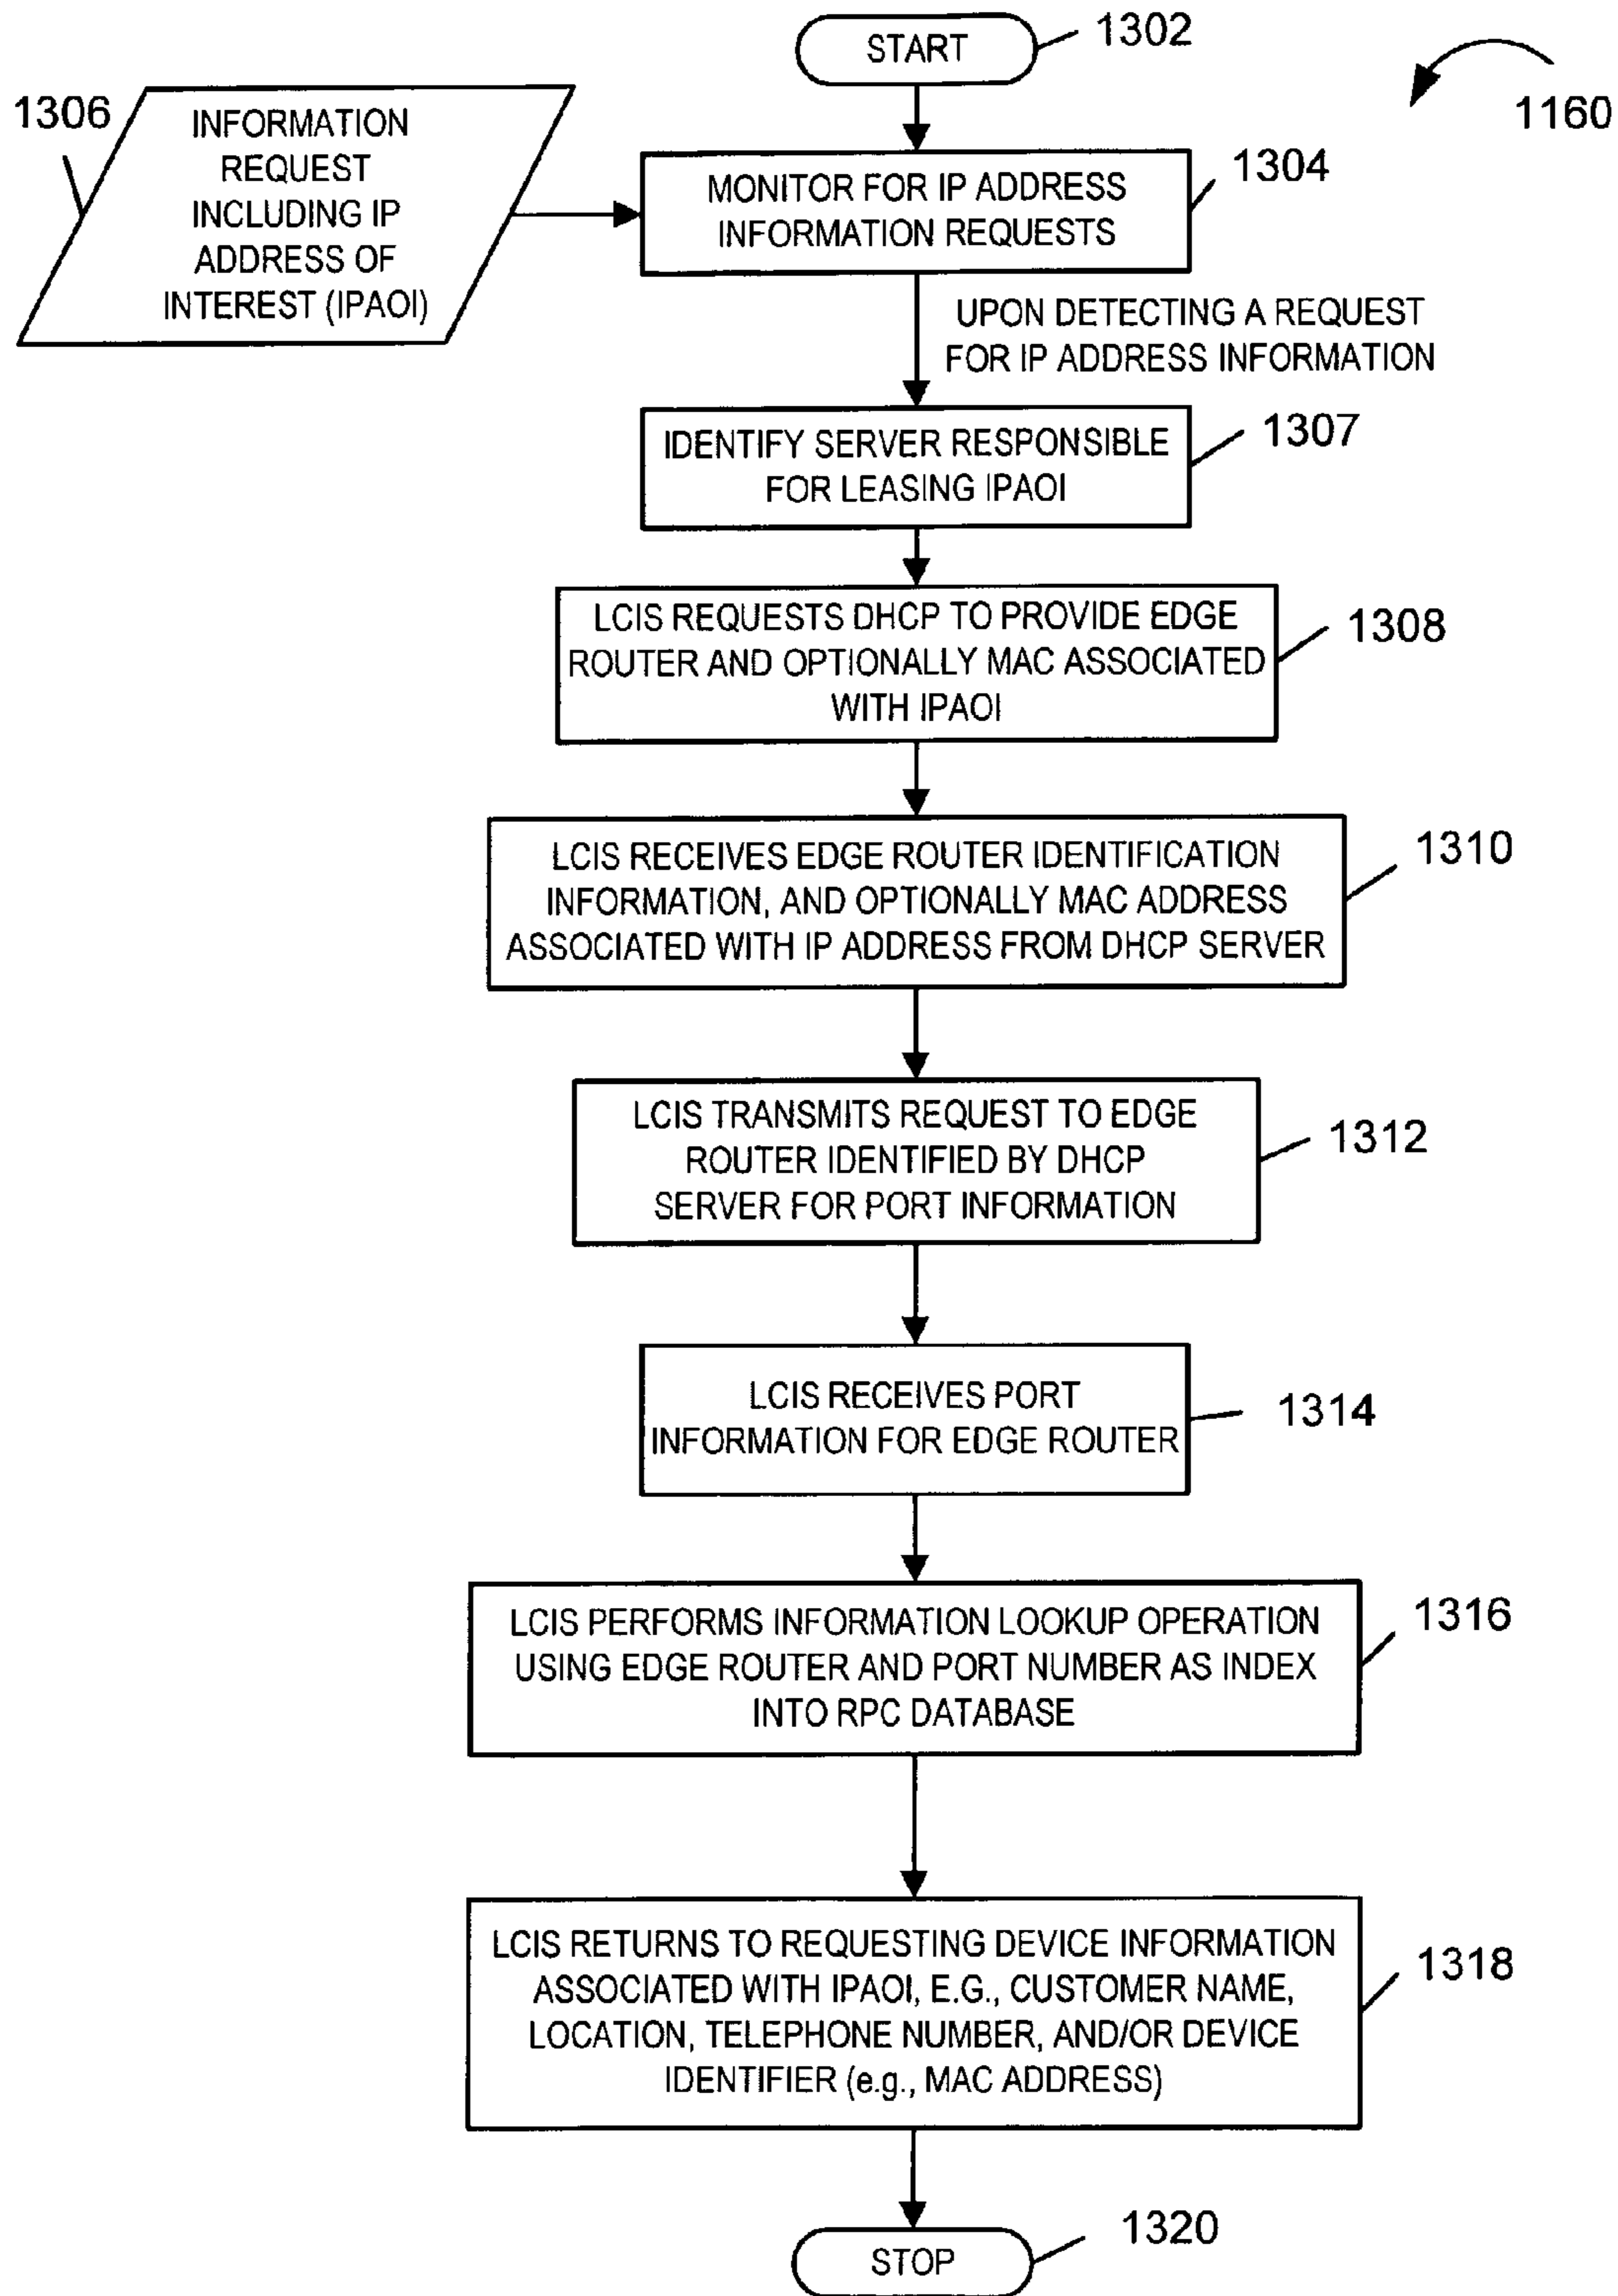 START
1302
1160
1306
INFORMATION
REQUEST
INCLUDING IP
ADDRESS OF
INTEREST (IPAOI)
MONITOR FOR IP ADDRESS
INFORMATION REQUESTS
1304
UPON DETECTING A REQUEST
FOR IP ADDRESS INFORMATION
IDENTIFY SERVER RESPONSIBLE
FOR LEASING IPAOI
1307
LCIS REQUESTS DHCP TO PROVIDE EDGE
ROUTER AND OPTIONALLY MAC ASSOCIATED
WITH IPAOI
1308
LCIS RECEIVES EDGE ROUTER IDENTIFICATION
INFORMATION, AND OPTIONALLY MAC ADDRESS
ASSOCIATED WITH IP ADDRESS FROM DHCP SERVER
1310
LCIS TRANSMITS REQUEST TO EDGE
ROUTER IDENTIFIED BY DHCP
SERVER FOR PORT INFORMATION
1312
LCIS RECEIVES PORT
INFORMATION FOR EDGE ROUTER
1314
LCIS PERFORMS INFORMATION LOOKUP OPERATION
USING EDGE ROUTER AND PORT NUMBER AS INDEX
INTO RPC DATABASE
1316
LCIS RETURNS TO REQUESTING DEVICE INFORMATION
ASSOCIATED WITH IPAOI, E.G., CUSTOMER NAME,
LOCATION, TELEPHONE NUMBER, AND/OR DEVICE
IDENTIFIER (e.g., MAC ADDRESS)
1318
STOP
1320